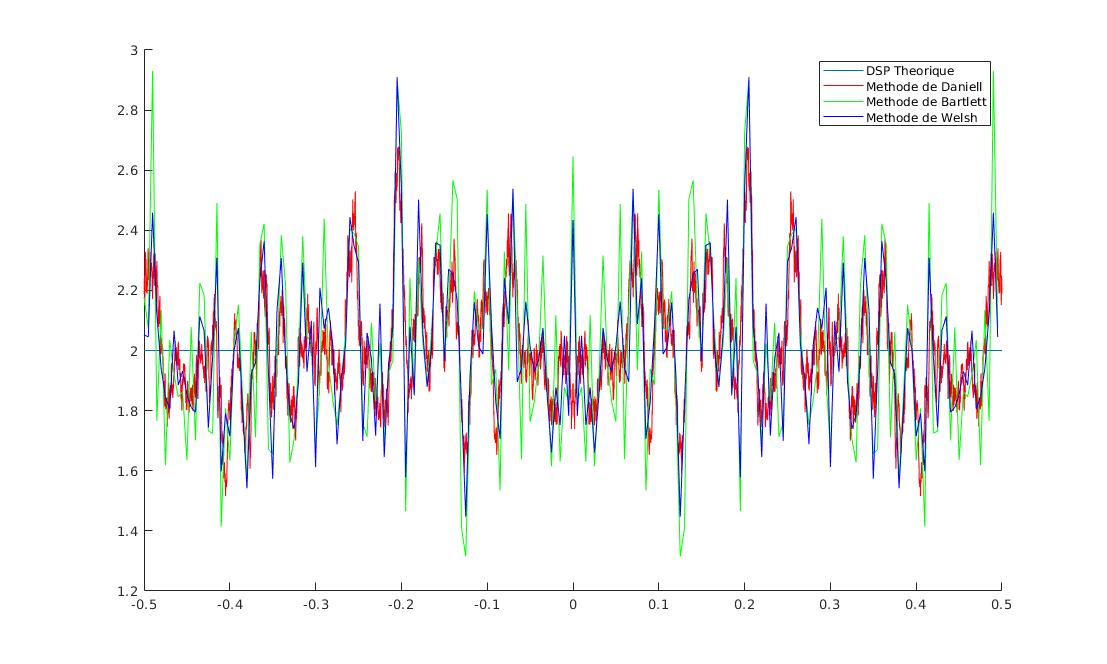 3
DSP Theorique
Methode de Daniell
Methode de Bartlett
Methode de Welsh
2.8
2.6
2.4
2.2
2
1.8
1.6
1.4
1.2
-0.5 -0.4 -0.3 -0.2 -0.1 0 0.1 0.2 0.3 0.4 0.5